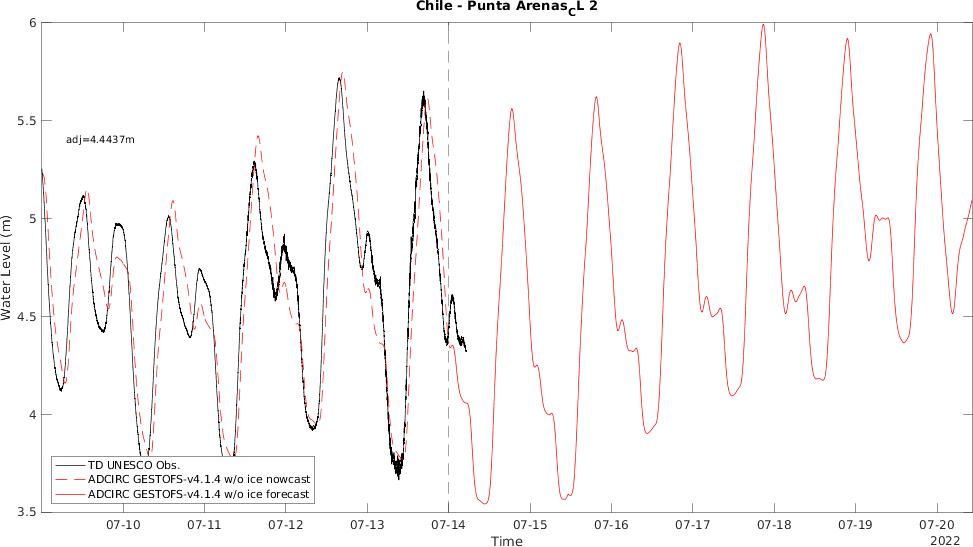 Chile - Punta Arenas_CL 2
6
5.5
5
4.5
4
3.5
Water Level (m)
adj=4.4437m
TD UNESCO Obs.
ADCIRC GESTOFS-v4.1.4 w/o ice nowcast
ADCIRC GESTOFS-v4.1.4 w/o ice forecast
07-10 07-11 07-12 07-13 07-14 07-15 07-16 07-17 07-18 07-19 07-20
Time
2022